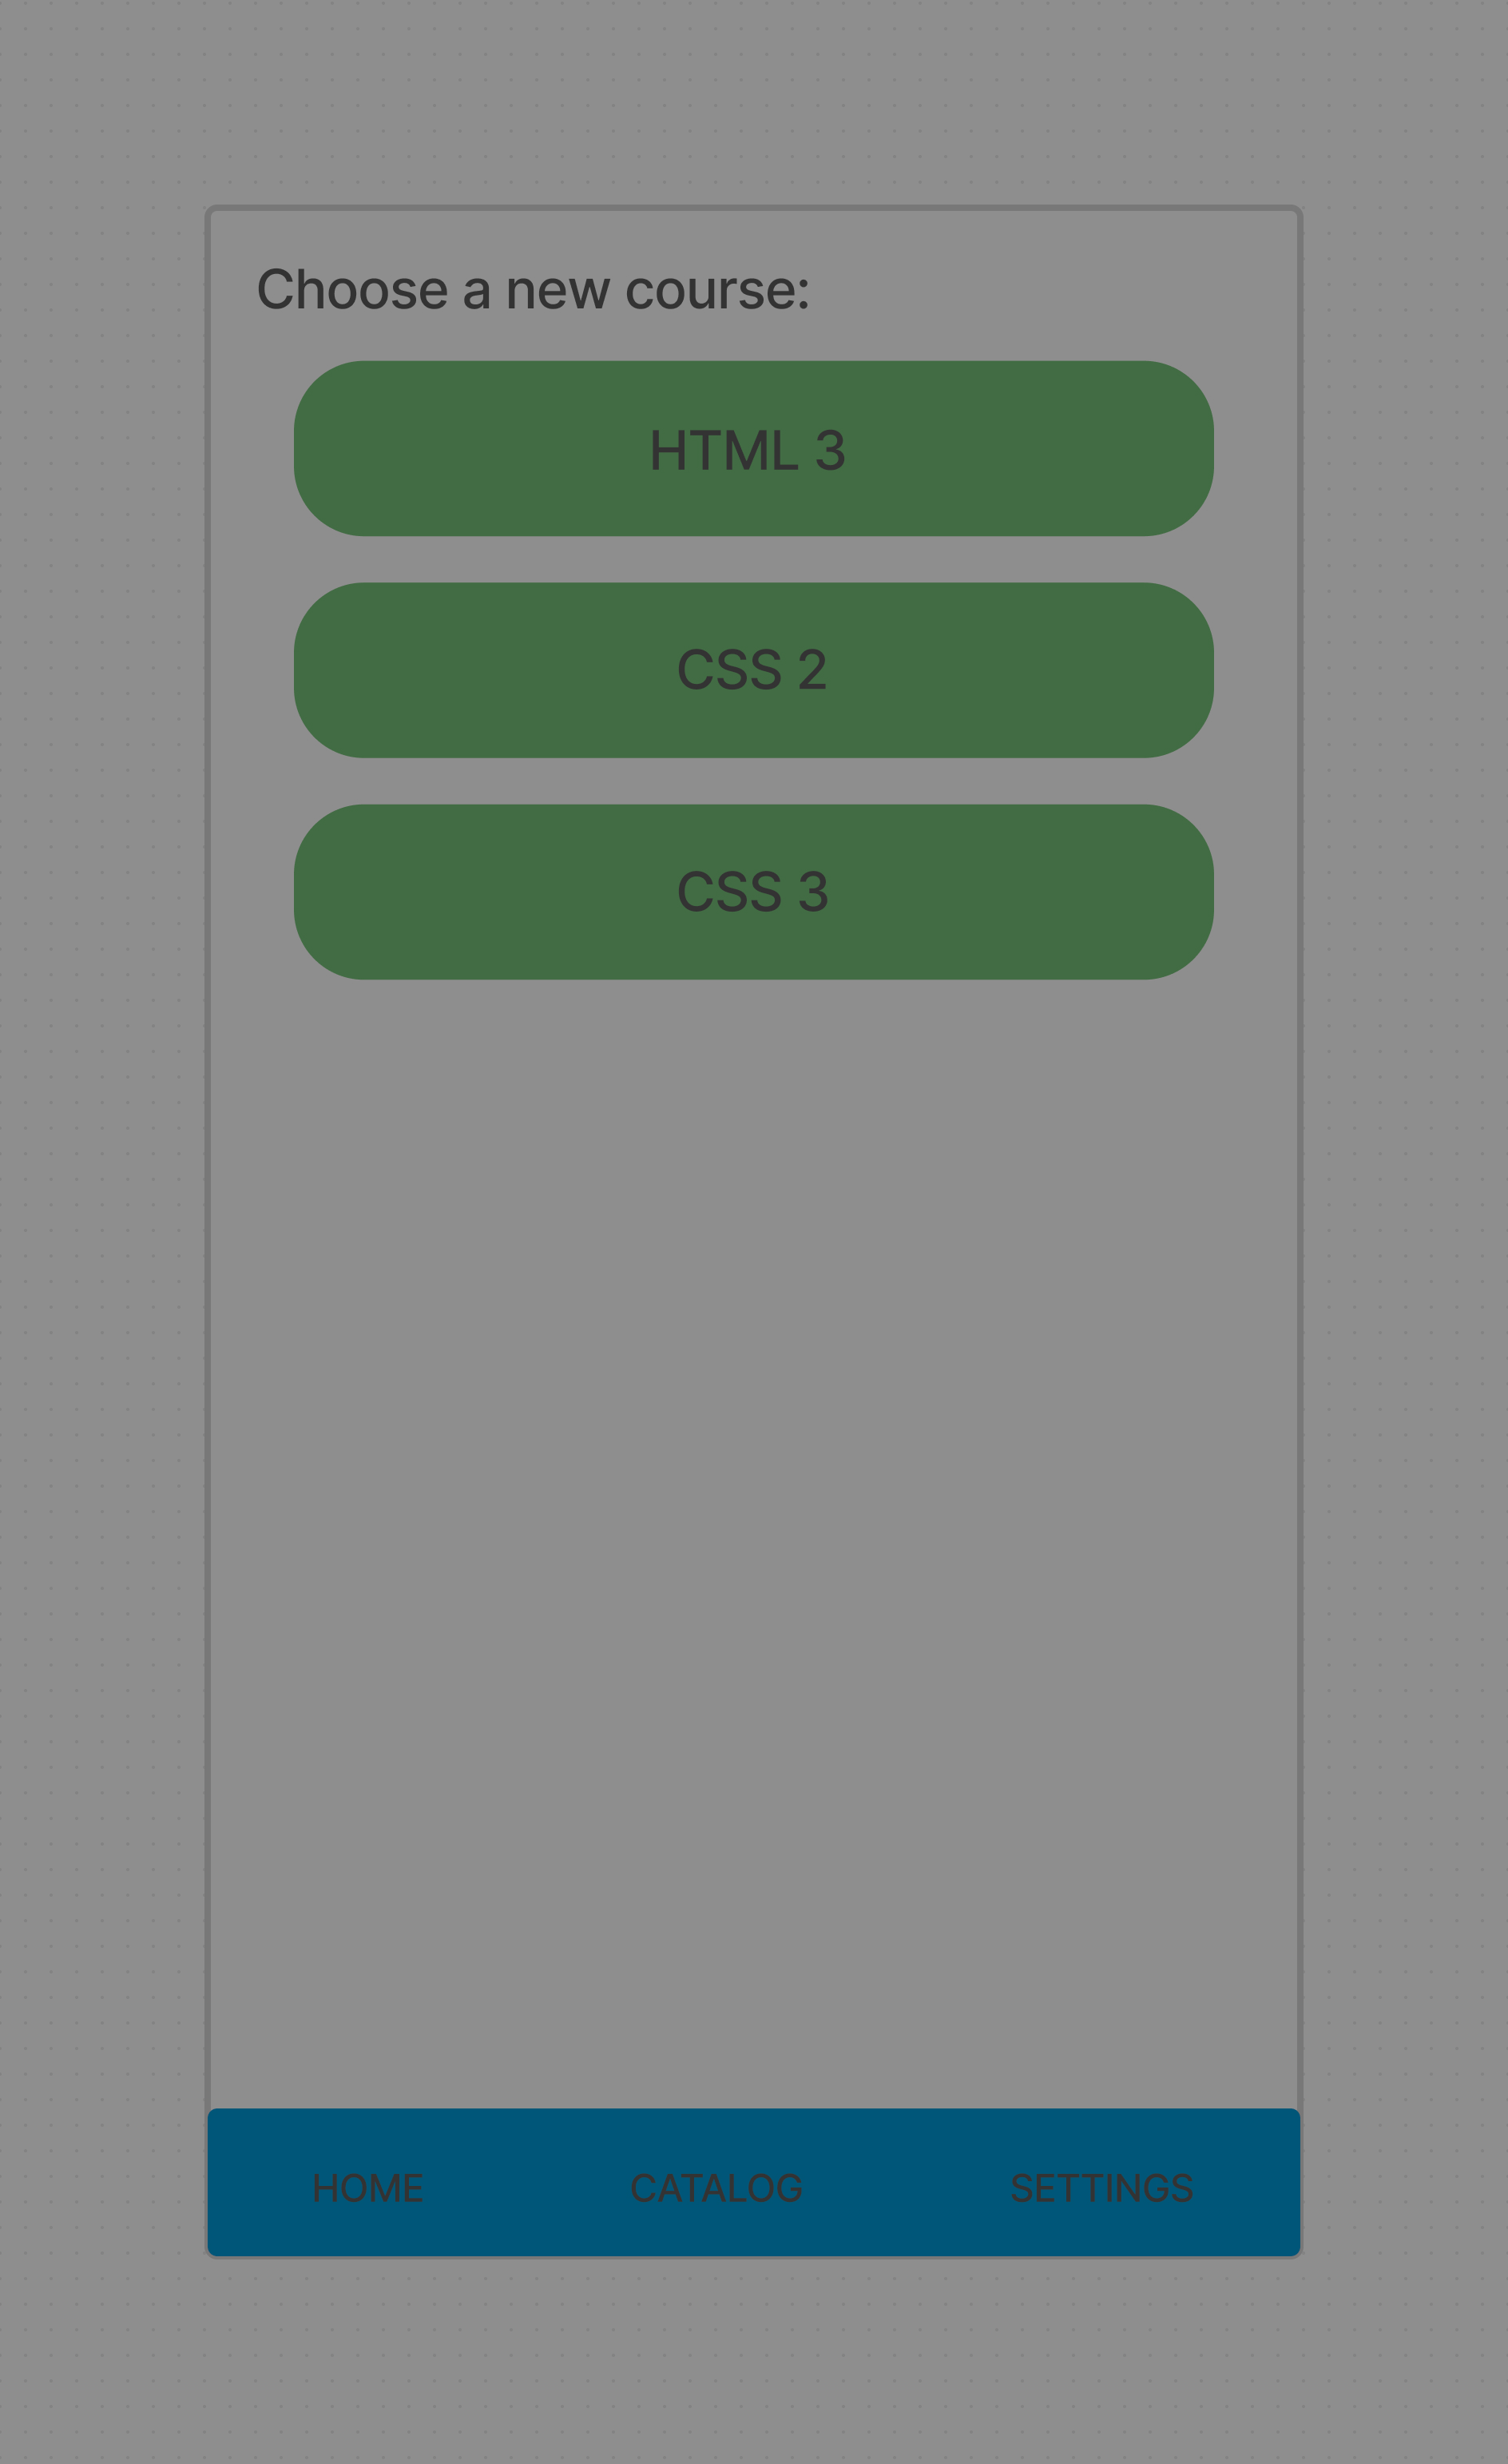 Choose a new course:
HTML 3
CSS 2
CSS 3
HOME CATALOG SETTINGS